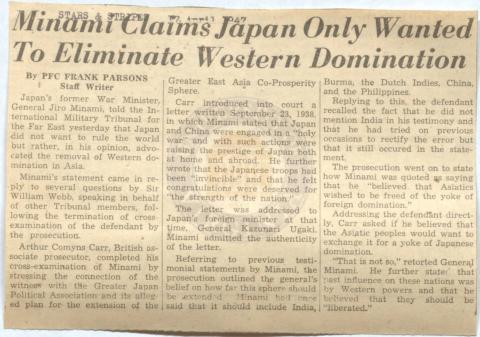 STARS & STRIPES 17 April 1947
Minami Claims Japan Only Wanted
To Eliminate Western Domination
By PFC FRANK PARSONS
Staff Writer
Japan's former War Minister,
General Jiro Minami, told the In-
ternational Military Tribunal for
the Far East yesterday that Japan
did not want to rule the world
but rather, in his opinion, advo-
cated the removal of Western do-
mination in Asia.
Minami's statement came in re-
ply to several questions by Sir
William Webb, speaking in behalf
of other Tribunal members, fol-
lowing the termination of cross-
examination of the defendant by
the prosecution.
Arthur Comyns Carr, British as-
sociate prosecutor, completed his
cross-examination of Minami by
stressing the connection of the
witness with the Greater Japan
Political Association and its alleg-
ed plan for the extension of the
Greater East Asia Co-Prosperity
Sphere.
Carr introduced into court a
letter written September 23, 1938,
in which Minami stated that Japan
and China were engaged in a "holy
war and with such actions were
raising the prestige of Japan both
at home and abroad. He further
wrote that the Japanese troops had
been "invincible" and that he felt
congratulations were deserved for
"the strength of the nation."
The letter was addressed to
Japan's foreign minister at that
time, General Kazunari Ugaki.
Minami admitted the authenticity
of the letter.
Referring to previous testi-
monial statements by Minami, the
prosecution outlined the general's
belief on how far this sphere should
be extended. Minami had once
said that it should include India,
Burma, the Dutch Indies, China,
and the Philippines.
Replying to this, the defendant
recalled the fact that he did not
mention India in his testimony and
that he had tried on previous
occasions to rectify the error but
that it still occured in the state-
ment.
The prosecution went on to state
how Minami was quoted as saying
that he "believed that Asiatics
wished to be freed of the yoke of
foreign domination."
Addressing the defendant direct-
ly, Carr asked if he believed that
the Asiatic peoples would want to
exchange it for a yoke of Japanese
domination.
"That is not so," retorted General
Minami. He further stated that
past influence on these nations was
by Western powers and that he
believed that they should be
"liberated."